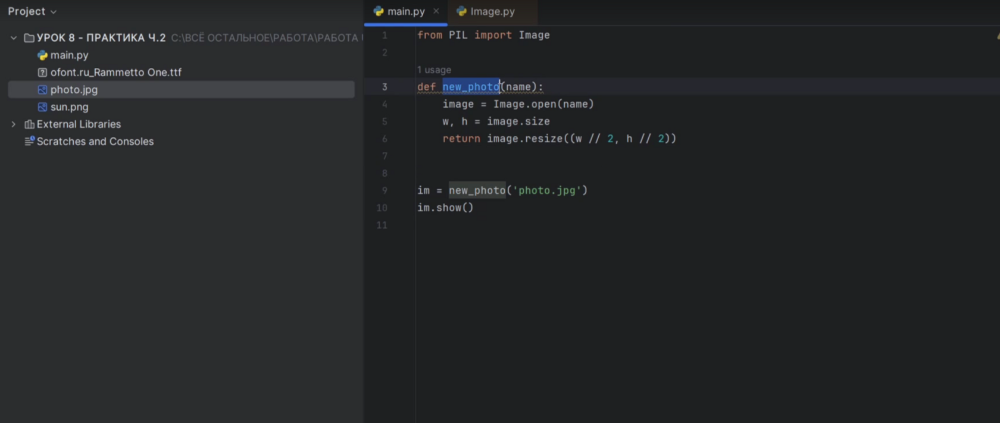 Project
УРОК 8 - ПРАКТИКА Ч.2 C:\ВСЁ ОСТАЛЬНОЕ\РАБОТА\РАБОТА
main.py
ofont.ru_Rammetto One.ttf
photo.jpg
sun.png
External Libraries
Scratches and Consoles
main.py Image.py
1 from PIL import Image
2
1 usage
3 def new_photo(name):
4 image = Image.open(name)
5 w, h = image.size
6 return image.resize((w // 2, h // 2))
7
8
9 im = new_photo('photo.jpg')
10 im.show()
11